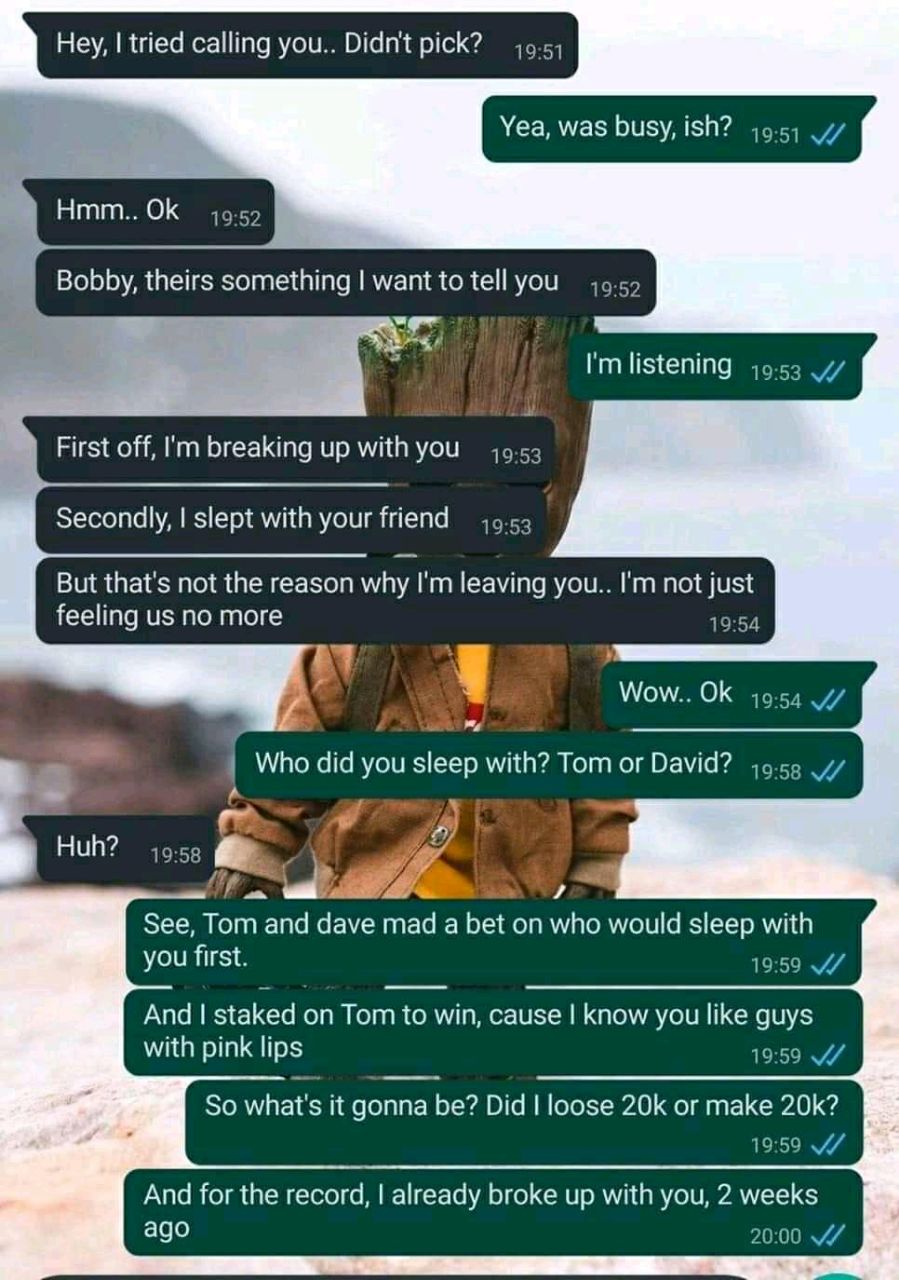 Hey, I tried calling you.. Didn't pick? 19:51
Yea, was busy, ish? 19:51
Hmm.. Ok 19:52
Bobby, theirs something I want to tell you 19:52
I'm listening 19:53
First off, I'm breaking up with you 19:53
Secondly, I slept with your friend 19:53
But that's not the reason why I'm leaving you.. I'm not just
feeling us no more 19:54
Wow.. Ok 19:54
Who did you sleep with? Tom or David? 19:58
Huh? 19:58
See, Tom and dave mad a bet on who would sleep with
you first. 19:59
And I staked on Tom to win, cause I know you like guys
with pink lips 19:59
So what's it gonna be? Did I loose 20k or make 20k?
19:59
And for the record, I already broke up with you, 2 weeks
ago 20:00